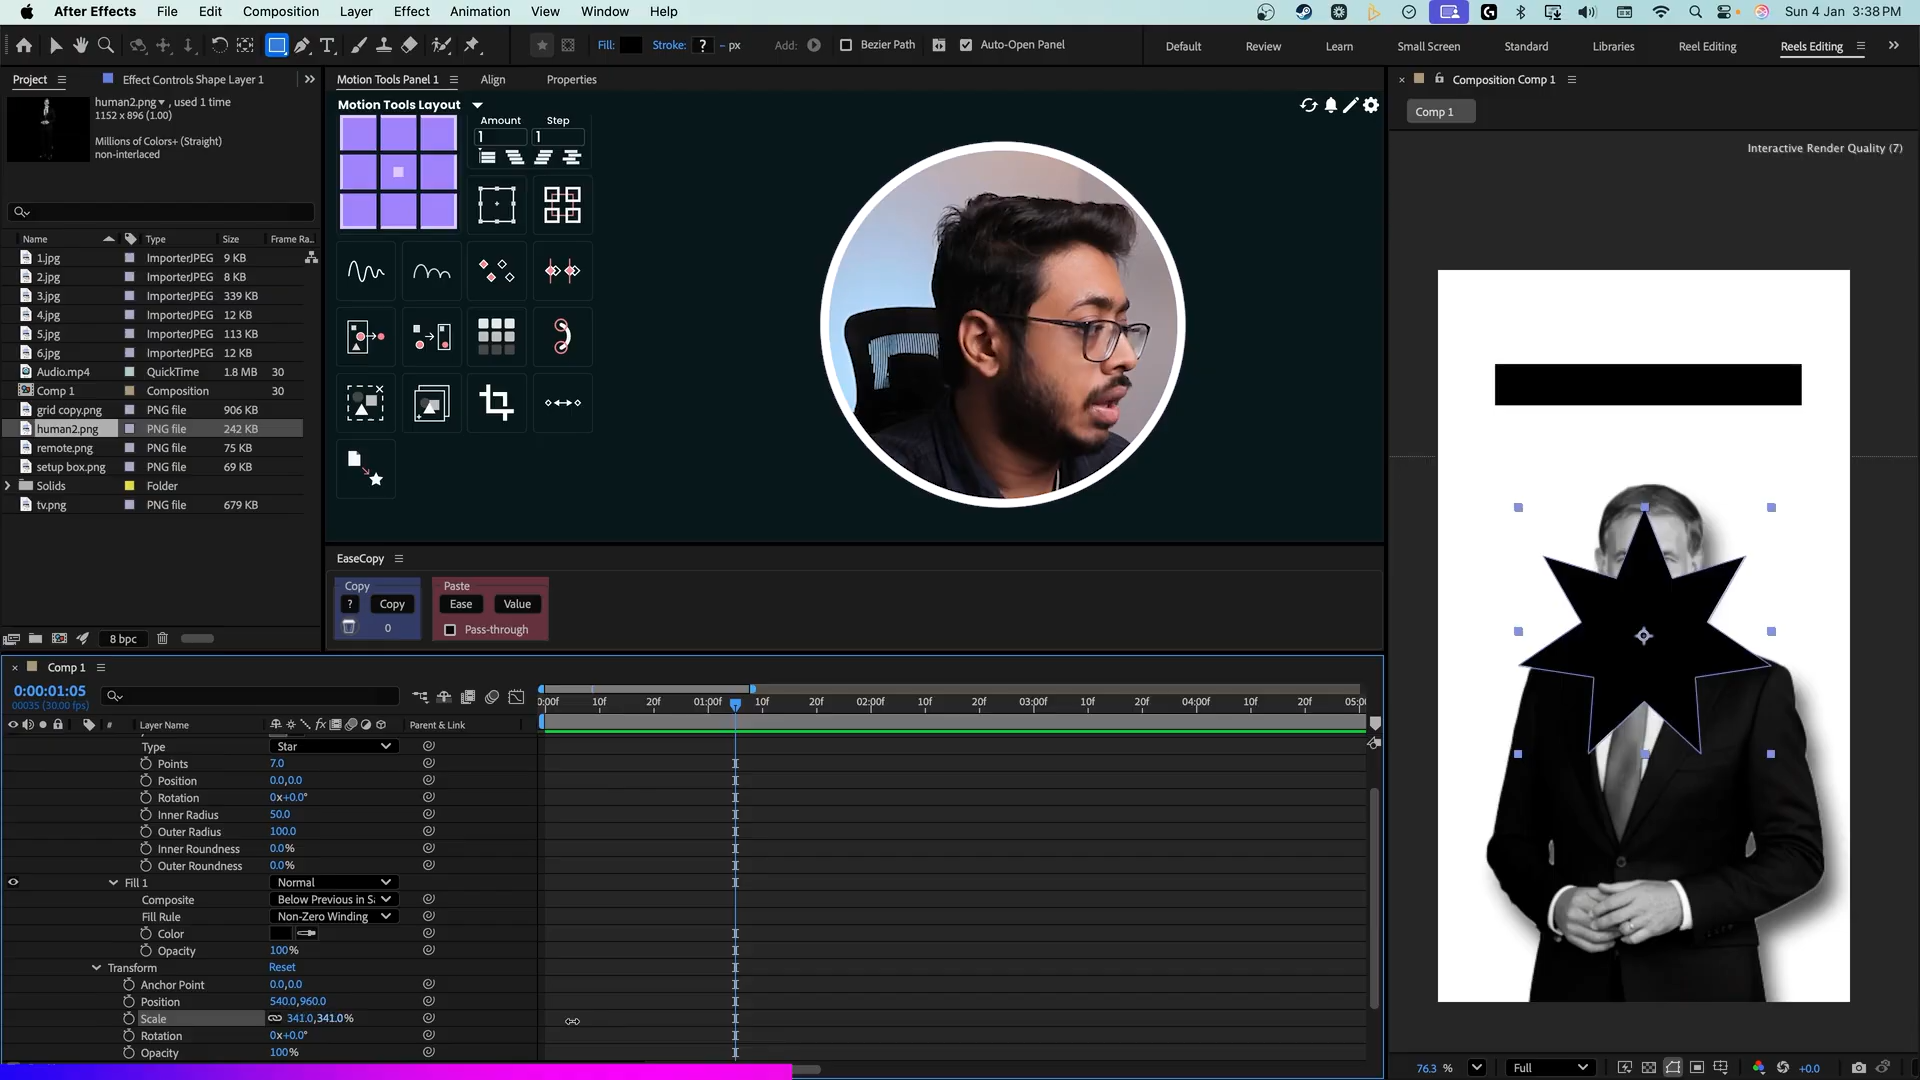 After Effects File Edit Composition Layer Effect Animation View Window Help Sun 4 Jan 3:38 PM
Fill: Stroke: ? - px Add: Bezier Path Auto-Open Panel Default Review Learn Small Screen Standard Libraries Reel Editing Reels Editing
Project Effect Controls Shape Layer 1 Motion Tools Panel 1 Align Properties Composition Comp 1
human2.png , used 1 time
1152 x 896 (1.00)
Millions of Colors+ (Straight)
non-interlaced
Motion Tools Layout
Amount Step
1 1
Comp 1
Interactive Render Quality (7)
Name Type Size Frame Ra..
1.jpg ImporterJPEG 9 KB
2.jpg ImporterJPEG 8 KB
3.jpg ImporterJPEG 339 KB
4.jpg ImporterJPEG 12 KB
5.jpg ImporterJPEG 113 KB
6.jpg ImporterJPEG 12 KB
Audio.mp4 QuickTime 1.8 MB 30
Comp 1 Composition 30
grid copy.png PNG file 906 KB
human2.png PNG file 242 KB
remote.png PNG file 75 KB
setup box.png PNG file 69 KB
Solids Folder
tv.png PNG file 679 KB
8 bpc
EaseCopy
Copy Paste
? Copy Ease Value
0 Pass-through
Comp 1
0:00:01:05
00035 (30.00 fps)
0:00f 10f 20f 01:00f 10f 20f 02:00f 10f 20f 03:00f 10f 20f 04:00f 10f 20f 05:00
# Layer Name fx Parent & Link
Type Star
Points 7.0
Position 0.0,0.0
Rotation 0x+0.0°
Inner Radius 50.0
Outer Radius 100.0
Inner Roundness 0.0%
Outer Roundness 0.0%
Fill 1 Normal
Composite Below Previous in Sa
Fill Rule Non-Zero Winding
Color
Opacity 100%
Transform Reset
Anchor Point 0.0,0.0
Position 540.0,960.0
Scale 341.0,341.0%
Rotation 0x+0.0°
Opacity 100%
76.3 % Full +0.0